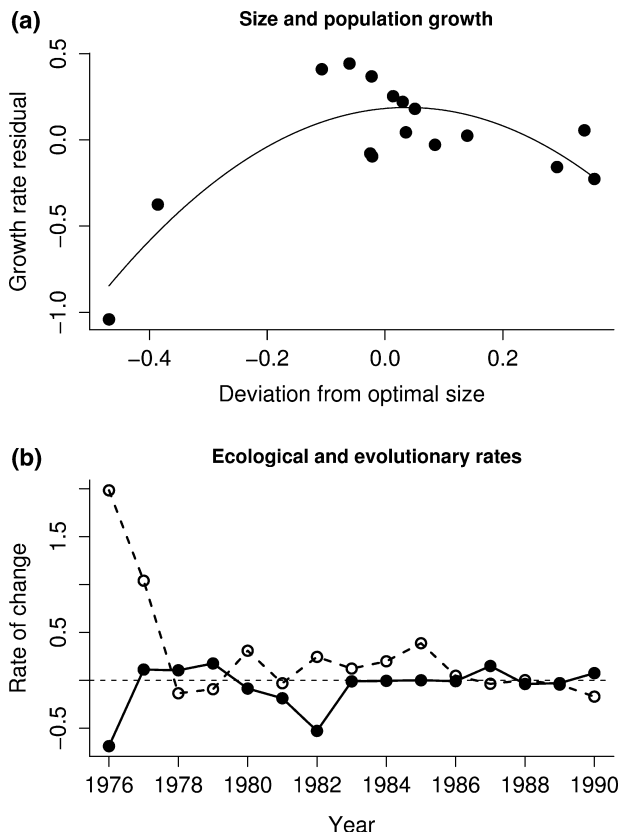 (a)
Size and population growth
0.5
0.0
−0.5
−1.0
Growth rate residual
−0.4
−0.2
0.0
0.2
Deviation from optimal size
(b)
Ecological and evolutionary rates
1.5
0.5
−0.5
Rate of change
1976
1978
1980
1982
1984
1986
1988
1990
Year